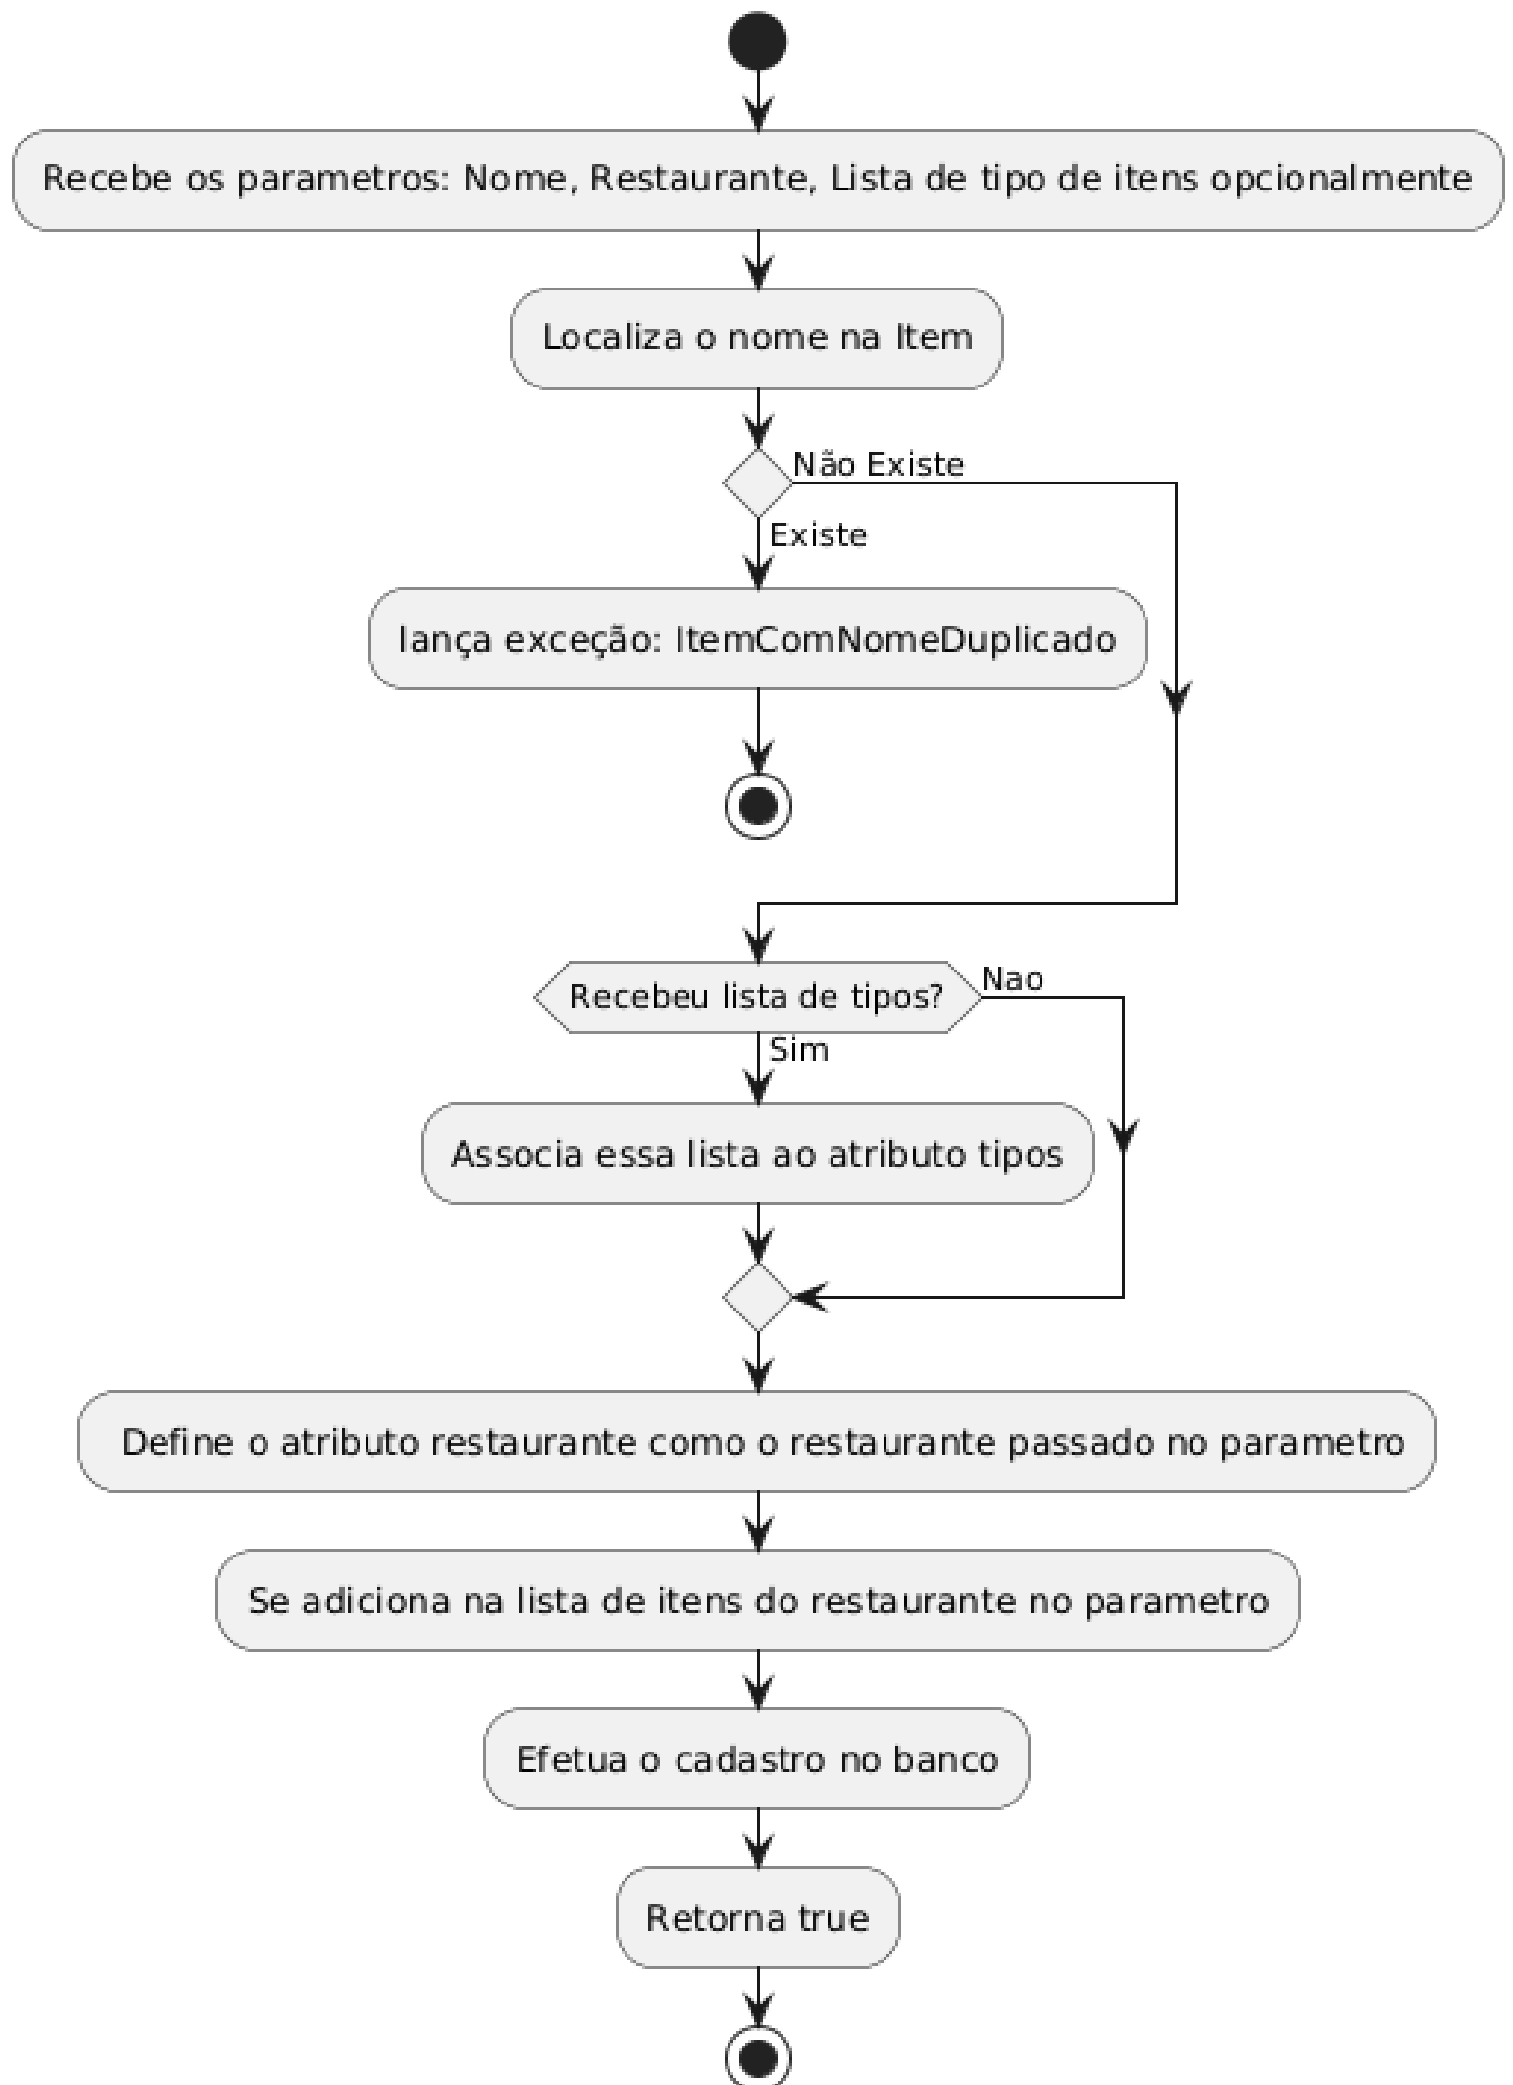 Recebe os parametros: Nome, Restaurante, Lista de tipo de itens opcionalmente
Localiza o nome na Item
Não Existe
Existe
lança exceção: ItemComNomeDuplicado
Recebeu lista de tipos?
Nao
Sim
Associa essa lista ao atributo tipos
Define o atributo restaurante como o restaurante passado no parametro
Se adiciona na lista de itens do restaurante no parametro
Efetua o cadastro no banco
Retorna true